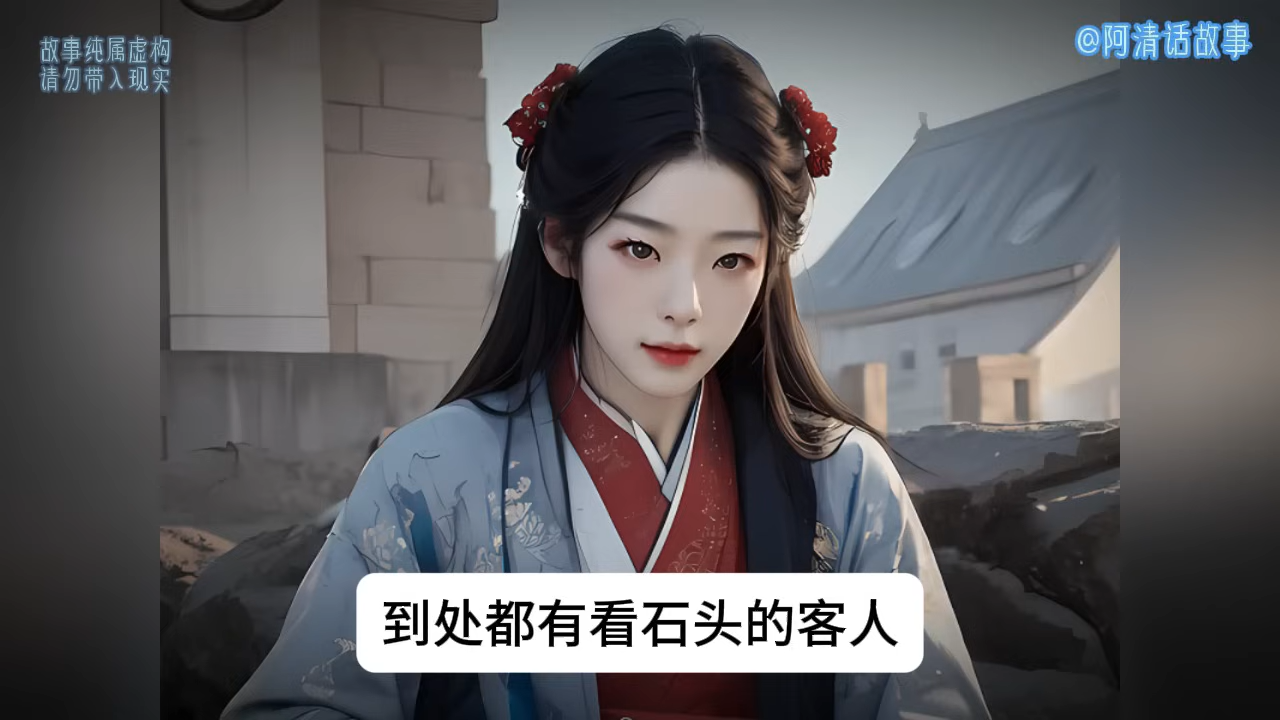 故事纯属虚构
请勿带入现实
@阿清话故事
到处都有看石头的客人